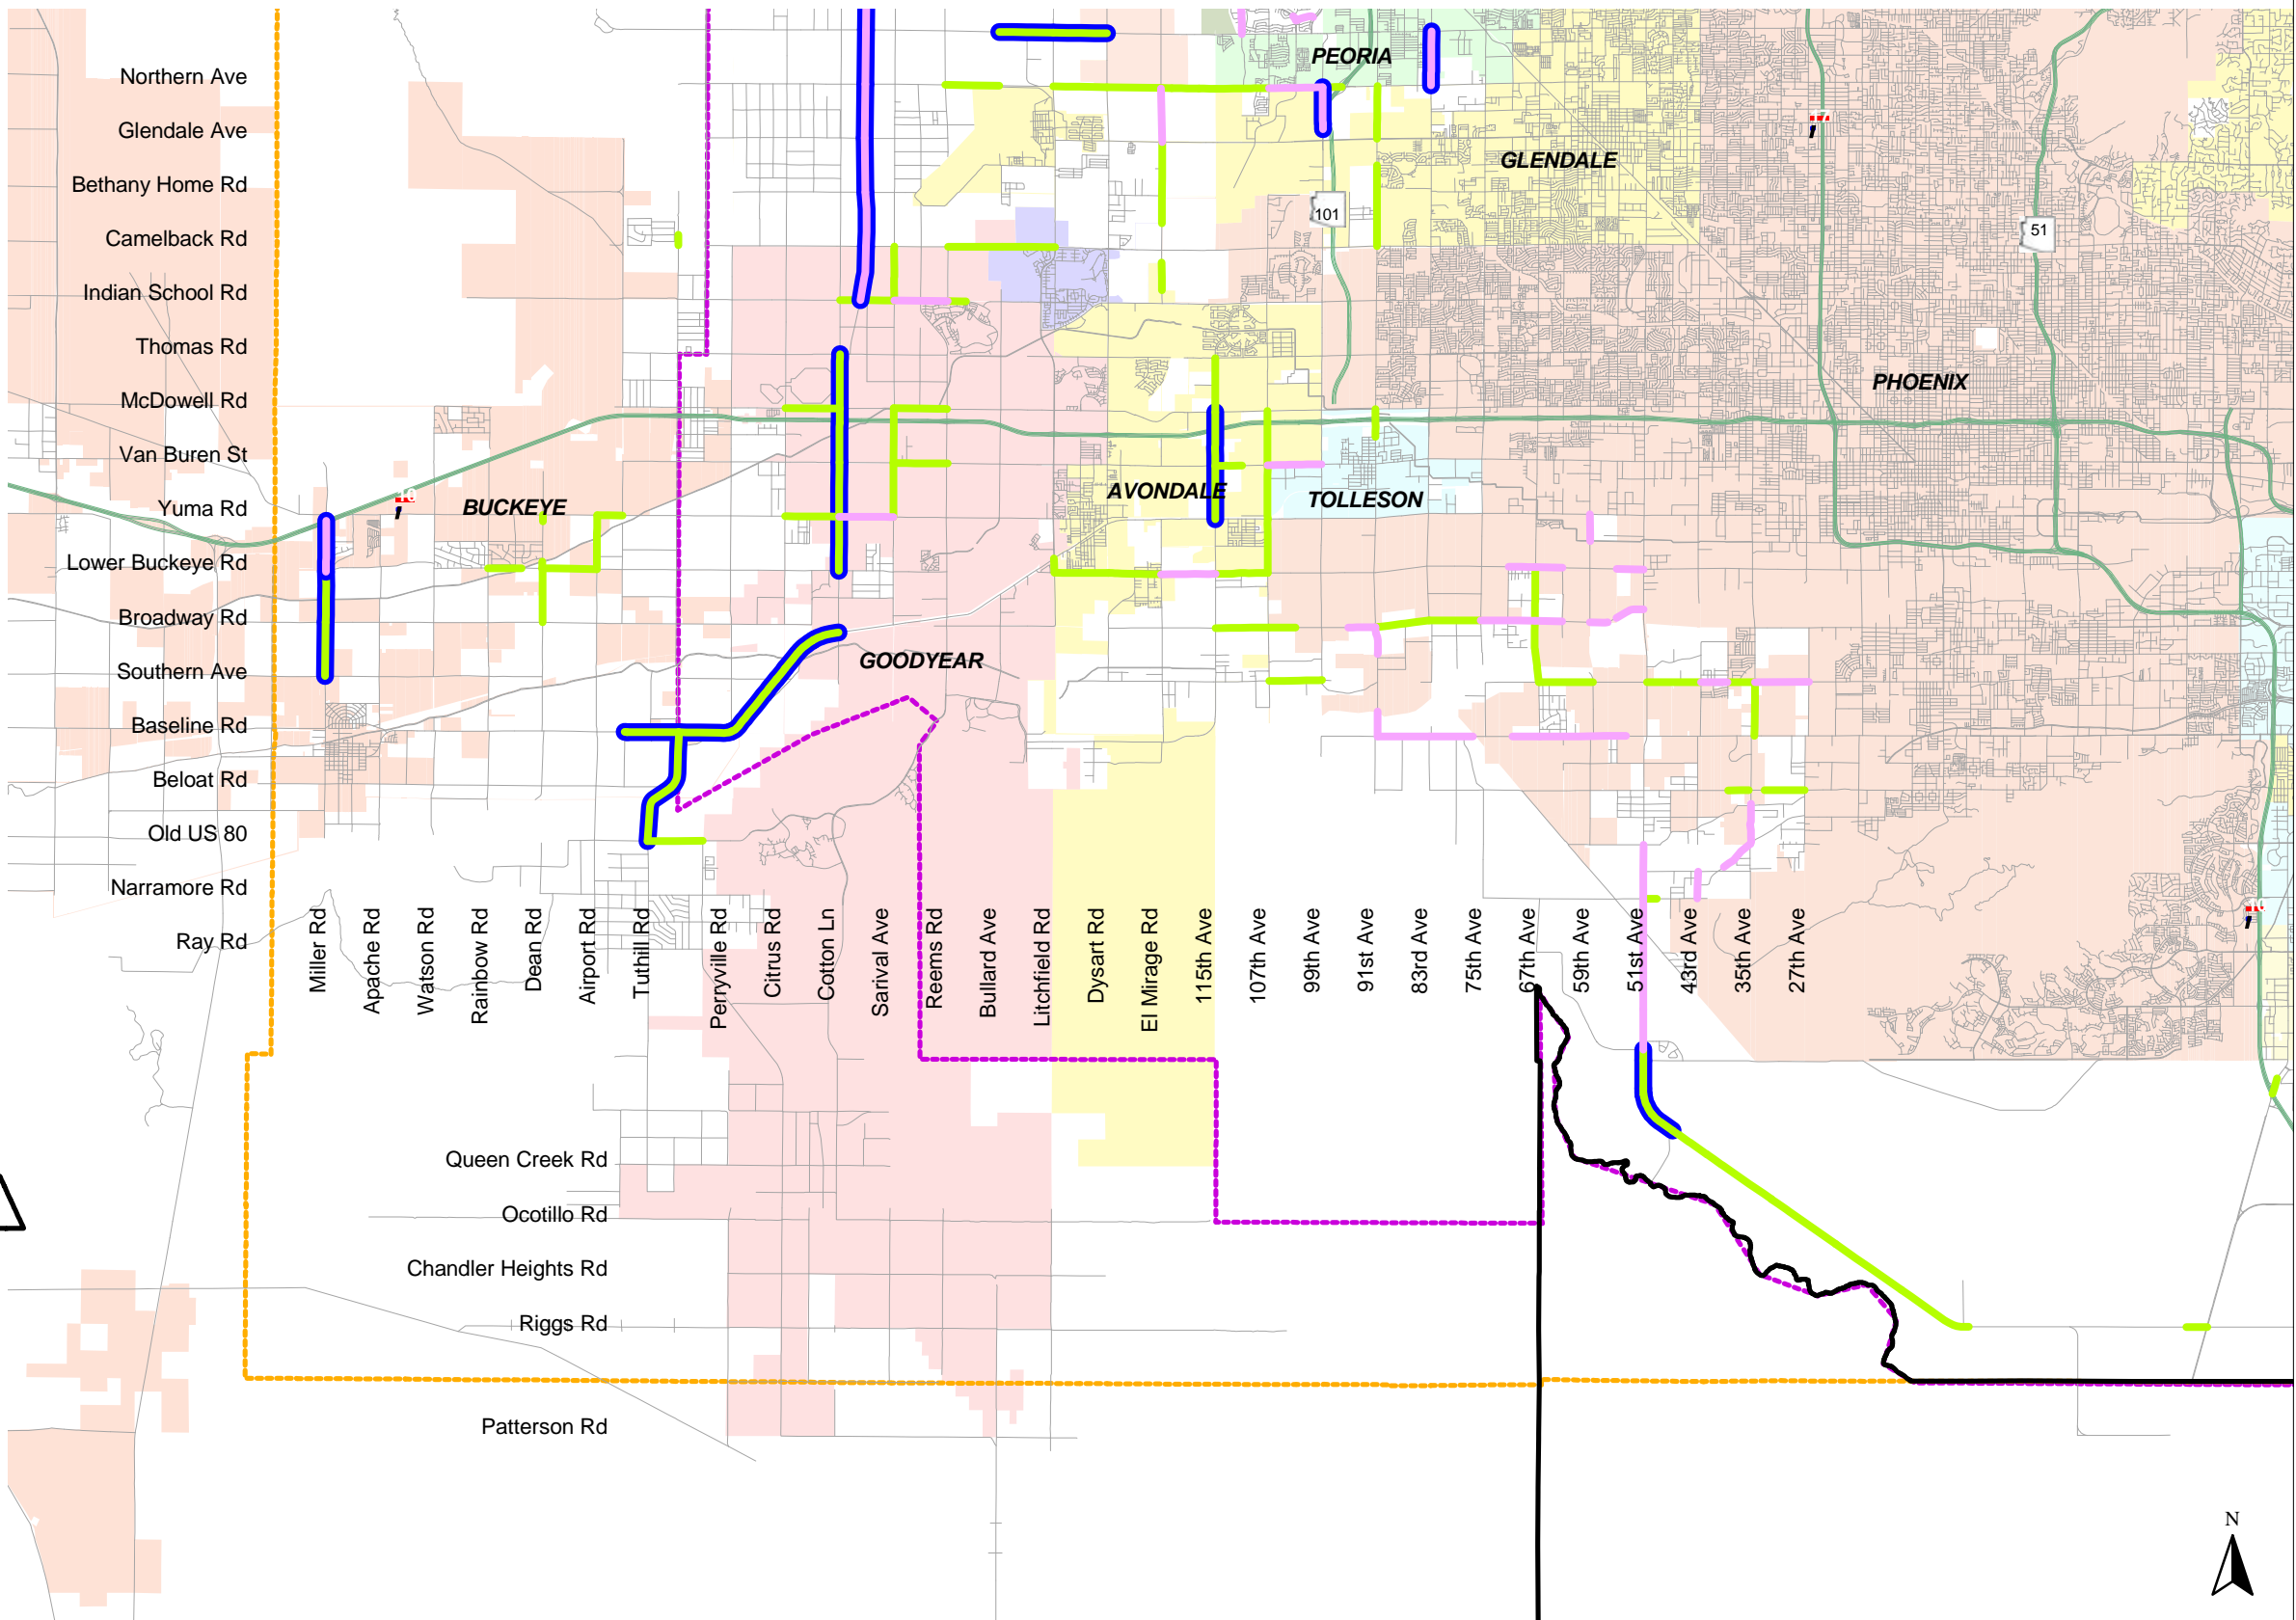 PEORIA
Northern Ave
Glendale Ave
17
GLENDALE
Bethany Home Rd
101
Camelback Rd
51
Indian School Rd
Thomas Rd
PHOENIX
McDowell Rd
Van Buren St
AVONDALE
10
TOLLESON
Yuma Rd
BUCKEYE
Lower Buckeye Rd
Broadway Rd
GOODYEAR
Southern Ave
Baseline Rd
Beloat Rd
Old US 80
Narramore Rd
Ray Rd
Miller Rd
Apache Rd
Watson Rd
Rainbow Rd
Dean Rd
Airport Rd
Tuthill Rd
Perryville Rd
Citrus Rd
Cotton Ln
Sarival Ave
Reems Rd
Bullard Ave
Litchfield Rd
Dysart Rd
El Mirage Rd
115th Ave
107th Ave
99th Ave
91st Ave
83rd Ave
75th Ave
67th Ave
59th Ave
51st Ave
43rd Ave
35th Ave
27th Ave
Queen Creek Rd
Ocotillo Rd
Chandler Heights Rd
Riggs Rd
Patterson Rd
N